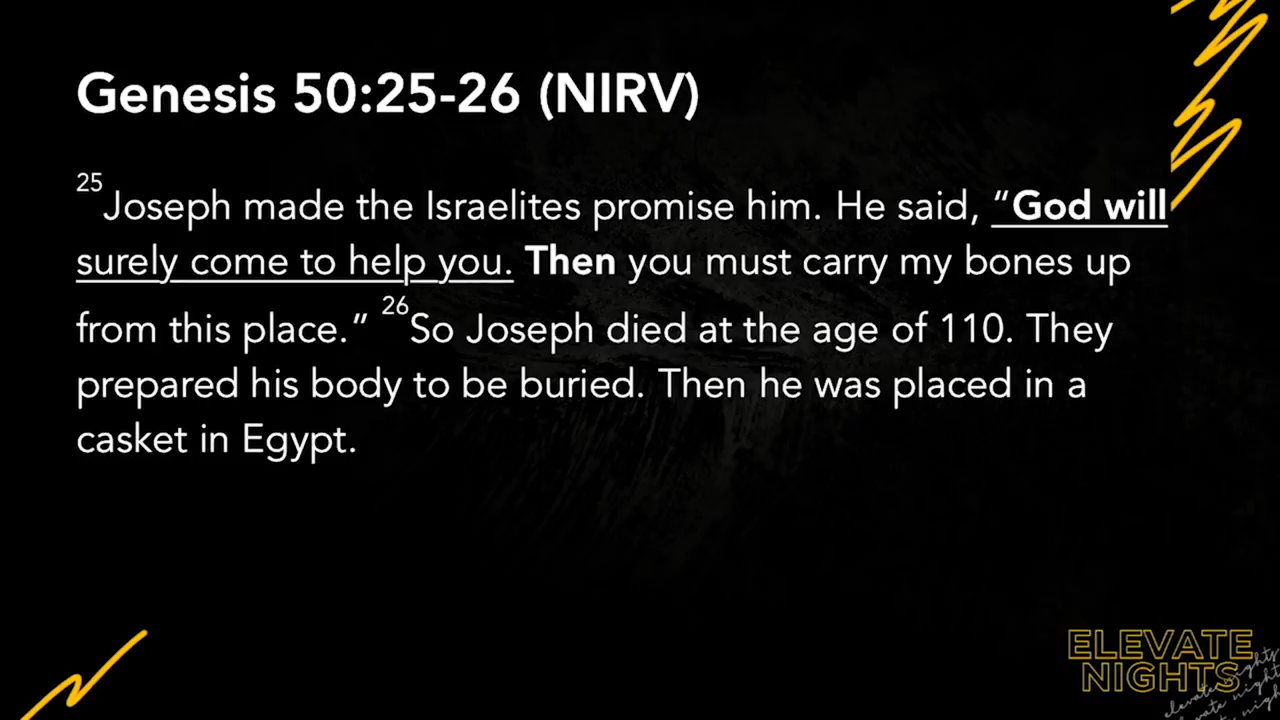 Genesis 50:25-26 (NIRV)
25Joseph made the Israelites promise him. He said, “God will
surely come to help you. Then you must carry my bones up
from this place.” 26So Joseph died at the age of 110. They
prepared his body to be buried. Then he was placed in a
casket in Egypt.
ELEVATE
NIGHTS